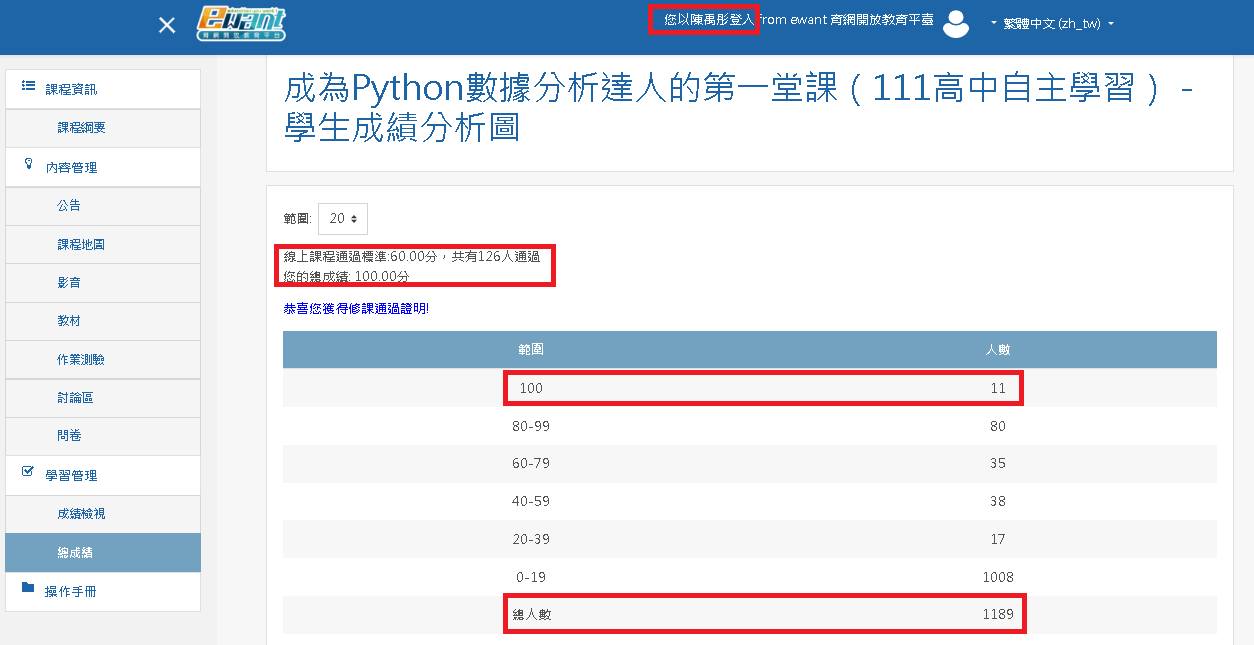 ewant
育網開放教育平台
您以陳禹彤登入 from ewant 育網開放教育平臺
繁體中文 (zh_tw)
課程資訊
課程綱要
內容管理
公告
課程地圖
影音
教材
作業測驗
討論區
問卷
學習管理
成績檢視
總成績
操作手冊
成為Python數據分析達人的第一堂課（111高中自主學習） -
學生成績分析圖
範圍: 20
線上課程通過標準:60.00分，共有126人通過
您的總成績: 100.00分
恭喜您獲得修課通過證明!
範圍 人數
100 11
80-99 80
60-79 35
40-59 38
20-39 17
0-19 1008
總人數 1189